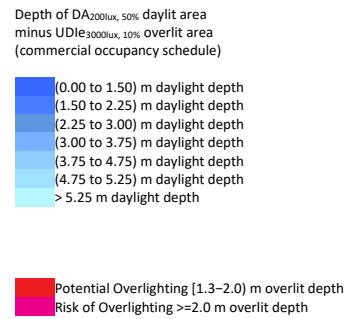 Depth of DA200lux, 50% daylit area
minus UDIe3000lux, 10% overlit area
(commercial occupancy schedule)
(0.00 to 1.50) m daylight depth
(1.50 to 2.25) m daylight depth
(2.25 to 3.00) m daylight depth
(3.00 to 3.75) m daylight depth
(3.75 to 4.75) m daylight depth
(4.75 to 5.25) m daylight depth
> 5.25 m daylight depth
Potential Overlighting [1.3−2.0) m overlit depth
Risk of Overlighting >=2.0 m overlit depth